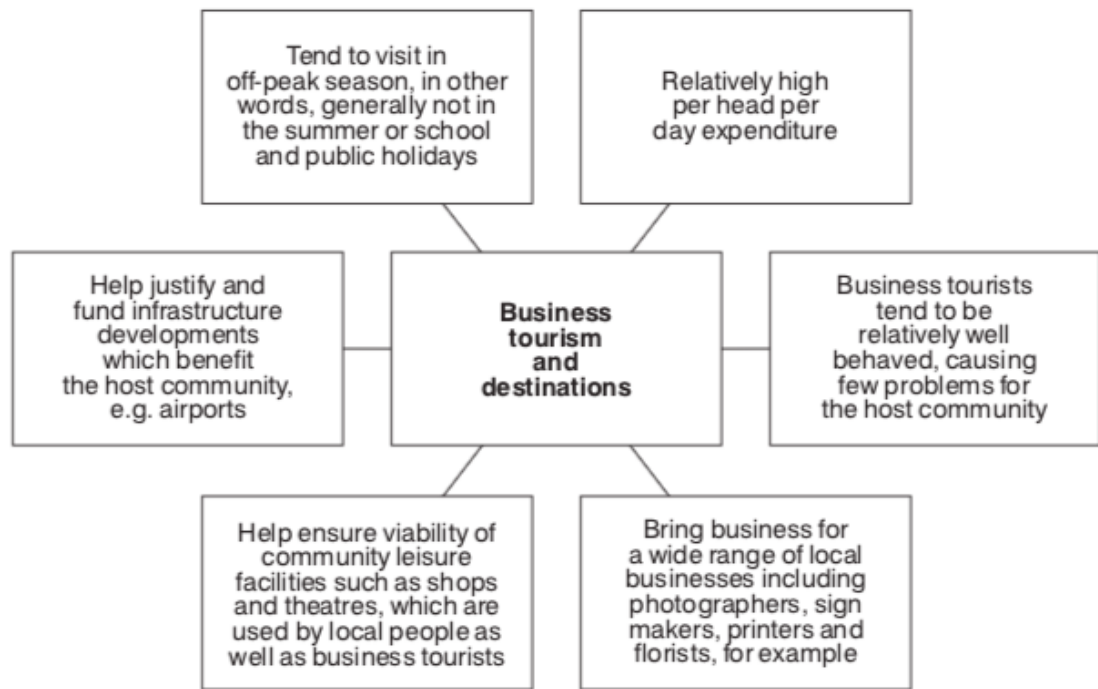 Tend to visit in
off-peak season, in other
words, generally not in
the summer or school
and public holidays
Relatively high
per head per
day expenditure
Help justify and
fund infrastructure
developments
which benefit
the host community,
e.g. airports
Business
tourism
and
destinations
Business tourists
tend to be
relatively well
behaved, causing
few problems for
the host community
Help ensure viability of
community leisure
facilities such as shops
and theatres, which are
used by local people as
well as business tourists
Bring business for
a wide range of local
businesses including
photographers, sign
makers, printers and
florists, for example